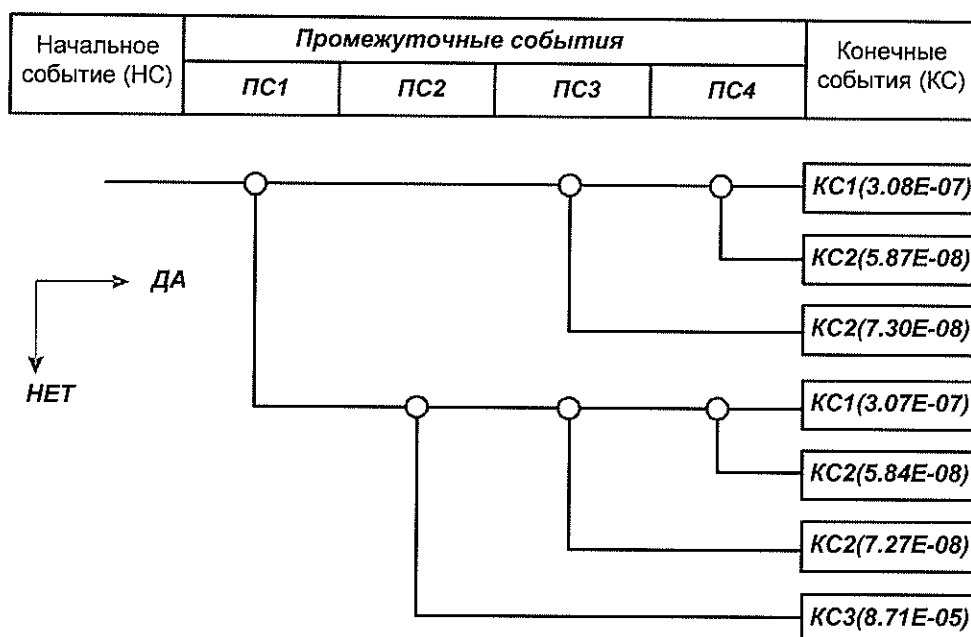 Начальное
событие (НС)
Промежуточные события
ПС1
ПС2
ПС3
ПС4
Конечные
события (КС)
КС1(3.08E-07)
КС2(5.87E-08)
ДА
КС2(7.30E-08)
НЕТ
КС1(3.07E-07)
КС2(5.84E-08)
КС2(7.27E-08)
КС3(8.71E-05)